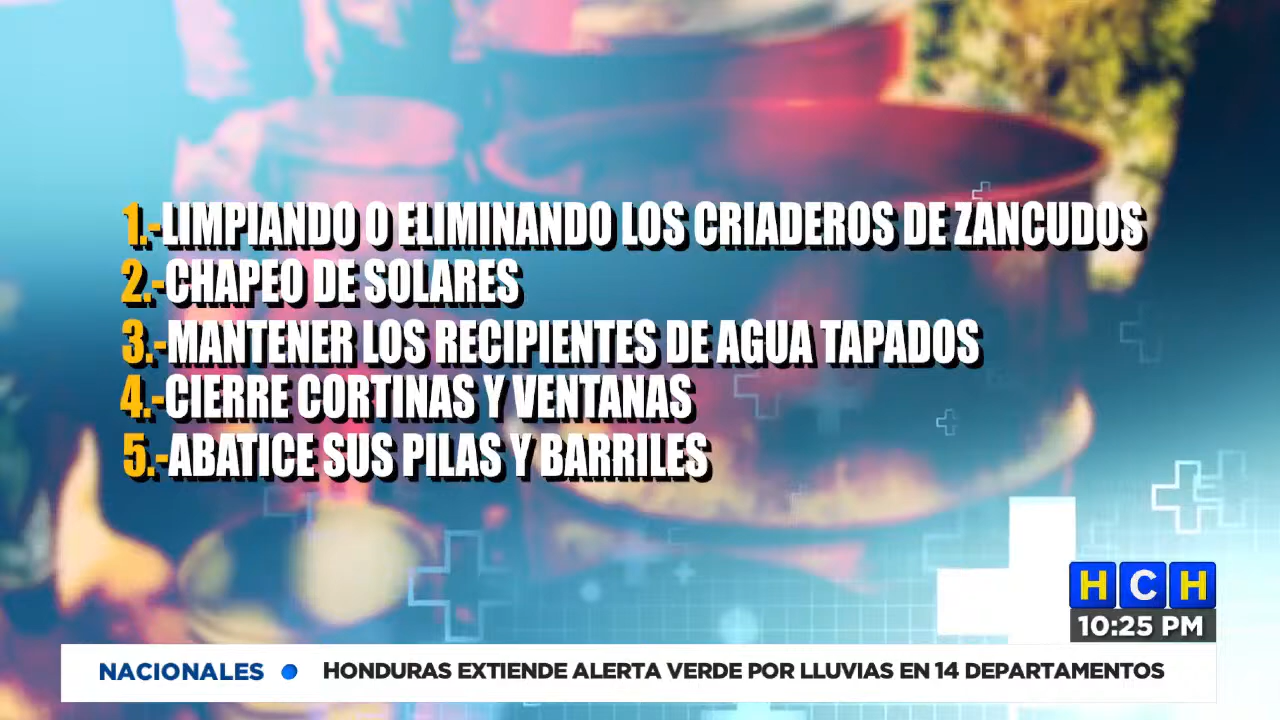 1.-LIMPIANDO O ELIMINANDO LOS CRIADEROS DE ZANCUDOS
2.-CHAPEO DE SOLARES
3.-MANTENER LOS RECIPIENTES DE AGUA TAPADOS
4.-CIERRE CORTINAS Y VENTANAS
5.-ABATICE SUS PILAS Y BARRILES
HCH
10:25 PM
NACIONALES HONDURAS EXTIENDE ALERTA VERDE POR LLUVIAS EN 14 DEPARTAMENTOS